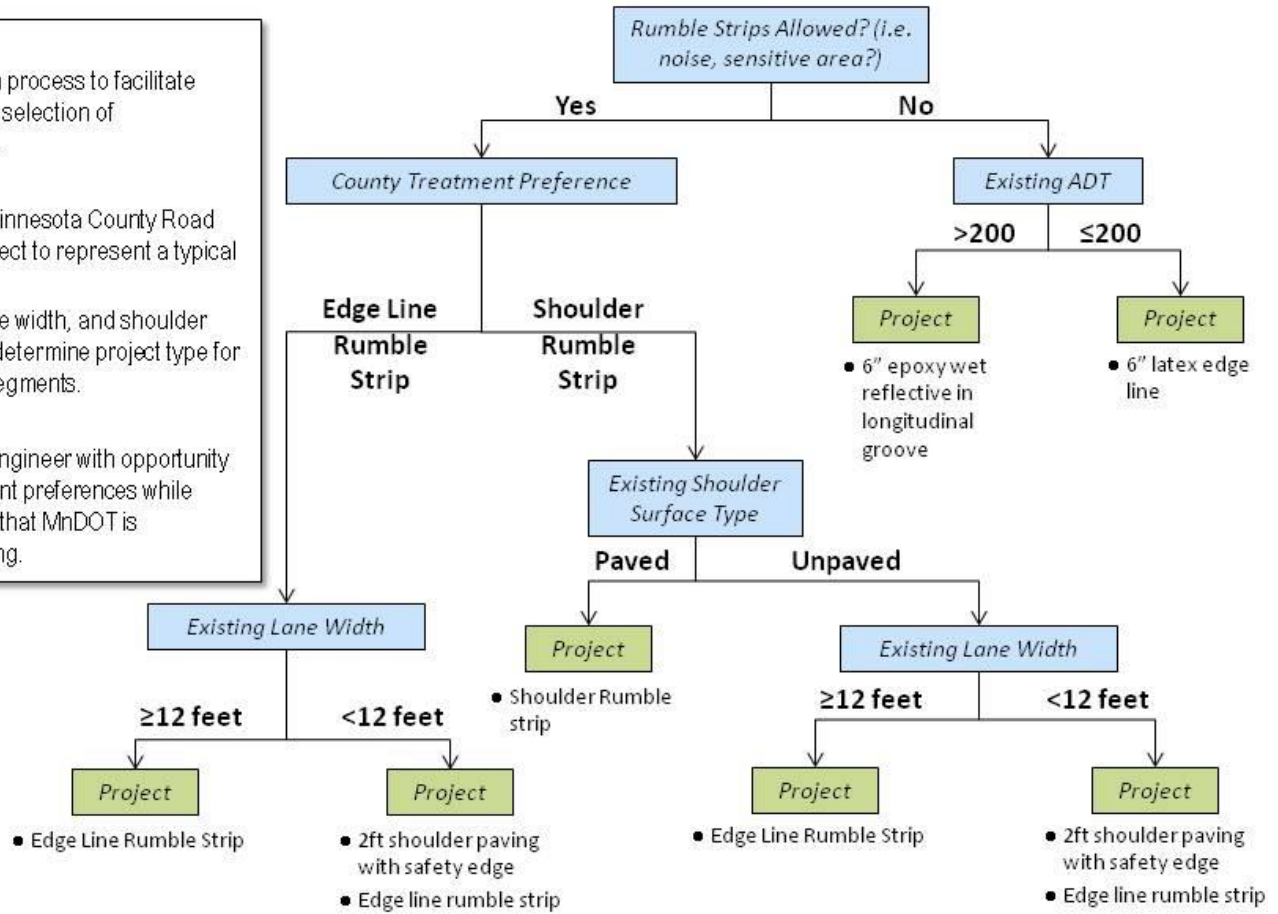 process to facilitate
selection of
innesota County Road
ect to represent a typical
e width, and shoulder
determine project type for
egments.
ngineer with opportunity
nt preferences while
that MnDOT is
ng.
Rumble Strips Allowed? (i.e.
noise, sensitive area?)
Yes
No
County Treatment Preference
Existing ADT
>200
≤200
Project
Project
• 6" epoxy wet
reflective in
longitudinal
groove
• 6" latex edge
line
Edge Line
Rumble
Strip
Shoulder
Rumble
Strip
Existing Shoulder
Surface Type
Paved
Unpaved
Existing Lane Width
Project
• Shoulder Rumble
strip
Existing Lane Width
≥12 feet
<12 feet
≥12 feet
<12 feet
Project
Project
Project
Project
• Edge Line Rumble Strip
• 2ft shoulder paving
with safety edge
• Edge line rumble strip
• Edge Line Rumble Strip
• 2ft shoulder paving
with safety edge
• Edge line rumble strip